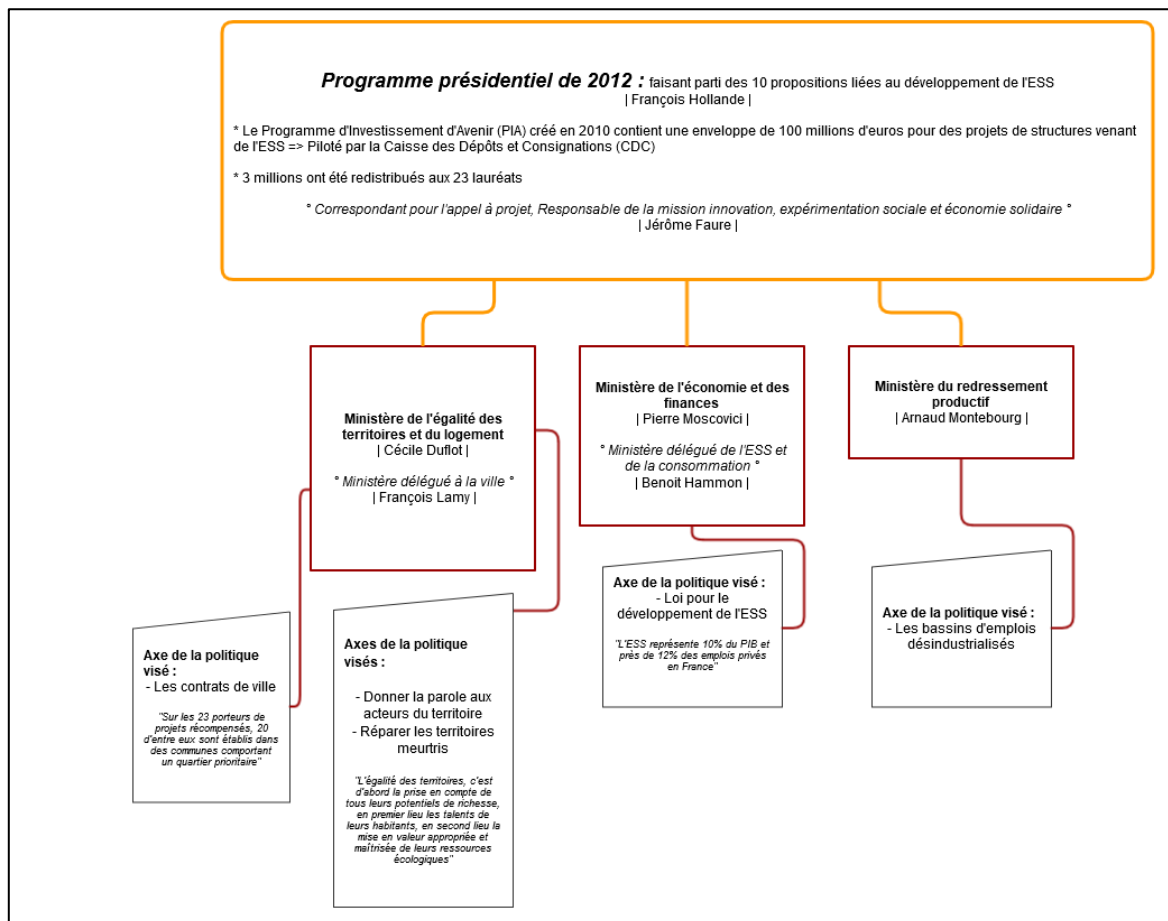 Programme présidentiel de 2012 : faisant parti des 10 propositions liées au développement de l'ESS
| François Hollande |
* Le Programme d'Investissement d'Avenir (PIA) créé en 2010 contient une enveloppe de 100 millions d'euros pour des projets de structures venant
de l'ESS => Piloté par la Caisse des Dépôts et Consignations (CDC)
* 3 millions ont été redistribués aux 23 lauréats
° Correspondant pour l'appel à projet, Responsable de la mission innovation, expérimentation sociale et économie solidaire °
| Jérôme Faure |
Ministère de l'égalité des
territoires et du logement
| Cécile Duflot |
° Ministère délégué à la ville °
| François Lamy |
Ministère de l'économie et des
finances
| Pierre Moscovici |
° Ministère délégué de l'ESS et
de la consommation °
| Benoit Hammon |
Ministère du redressement
productif
| Arnaud Montebourg |
Axe de la politique
visé :
- Les contrats de ville
"Sur les 23 porteurs de
projets récompensés, 20
d'entre eux sont établis dans
des communes comportant
un quartier prioritaire"
Axes de la politique
visés :
- Donner la parole aux
acteurs du territoire
- Réparer les territoires
meurtris
"L'égalité des territoires, c'est
d'abord la prise en compte de
tous leurs potentiels de richesse,
en premier lieu les talents de
leurs habitants, en second lieu la
mise en valeur appropriée et
maîtrisée de leurs ressources
écologiques"
Axe de la politique visé :
- Loi pour le
développement de l'ESS
"L'ESS représente 10% du PIB et
près de 12% des emplois privés
en France"
Axe de la politique visé :
- Les bassins d'emplois
désindustrialisés